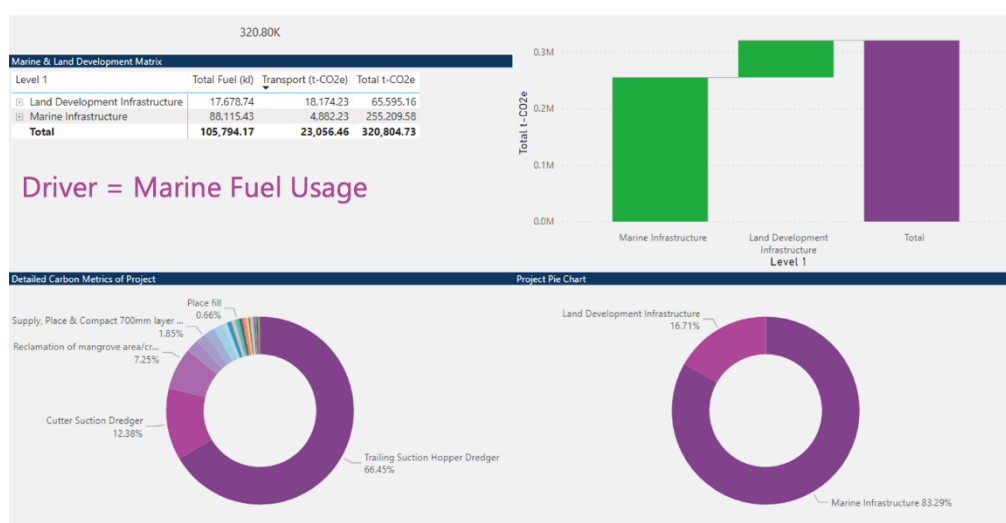 320.80K
Marine & Land Development Matrix
Level 1 Total Fuel (kl) Transport (t-CO2e) Total t-CO2e
Land Development Infrastructure 17,678.74 18,174.23 65,595.16
Marine Infrastructure 88,115.43 4,882.23 255,209.58
Total 105,794.17 23,056.46 320,804.73
Driver = Marine Fuel Usage
Total t-CO2e
0.3M
0.2M
0.1M
0.0M
Marine Infrastructure
Land Development
Infrastructure
Total
Level 1
Detailed Carbon Metrics of Project
Place fill
0.66%
Supply, Place & Compact 700mm layer ...
1.85%
Reclamation of mangrove area/cr...
7.25%
Cutter Suction Dredger
12.38%
Trailing Suction Hopper Dredger
66.45%
Project Pie Chart
Land Development Infrastructure
16.71%
Marine Infrastructure 83.29%